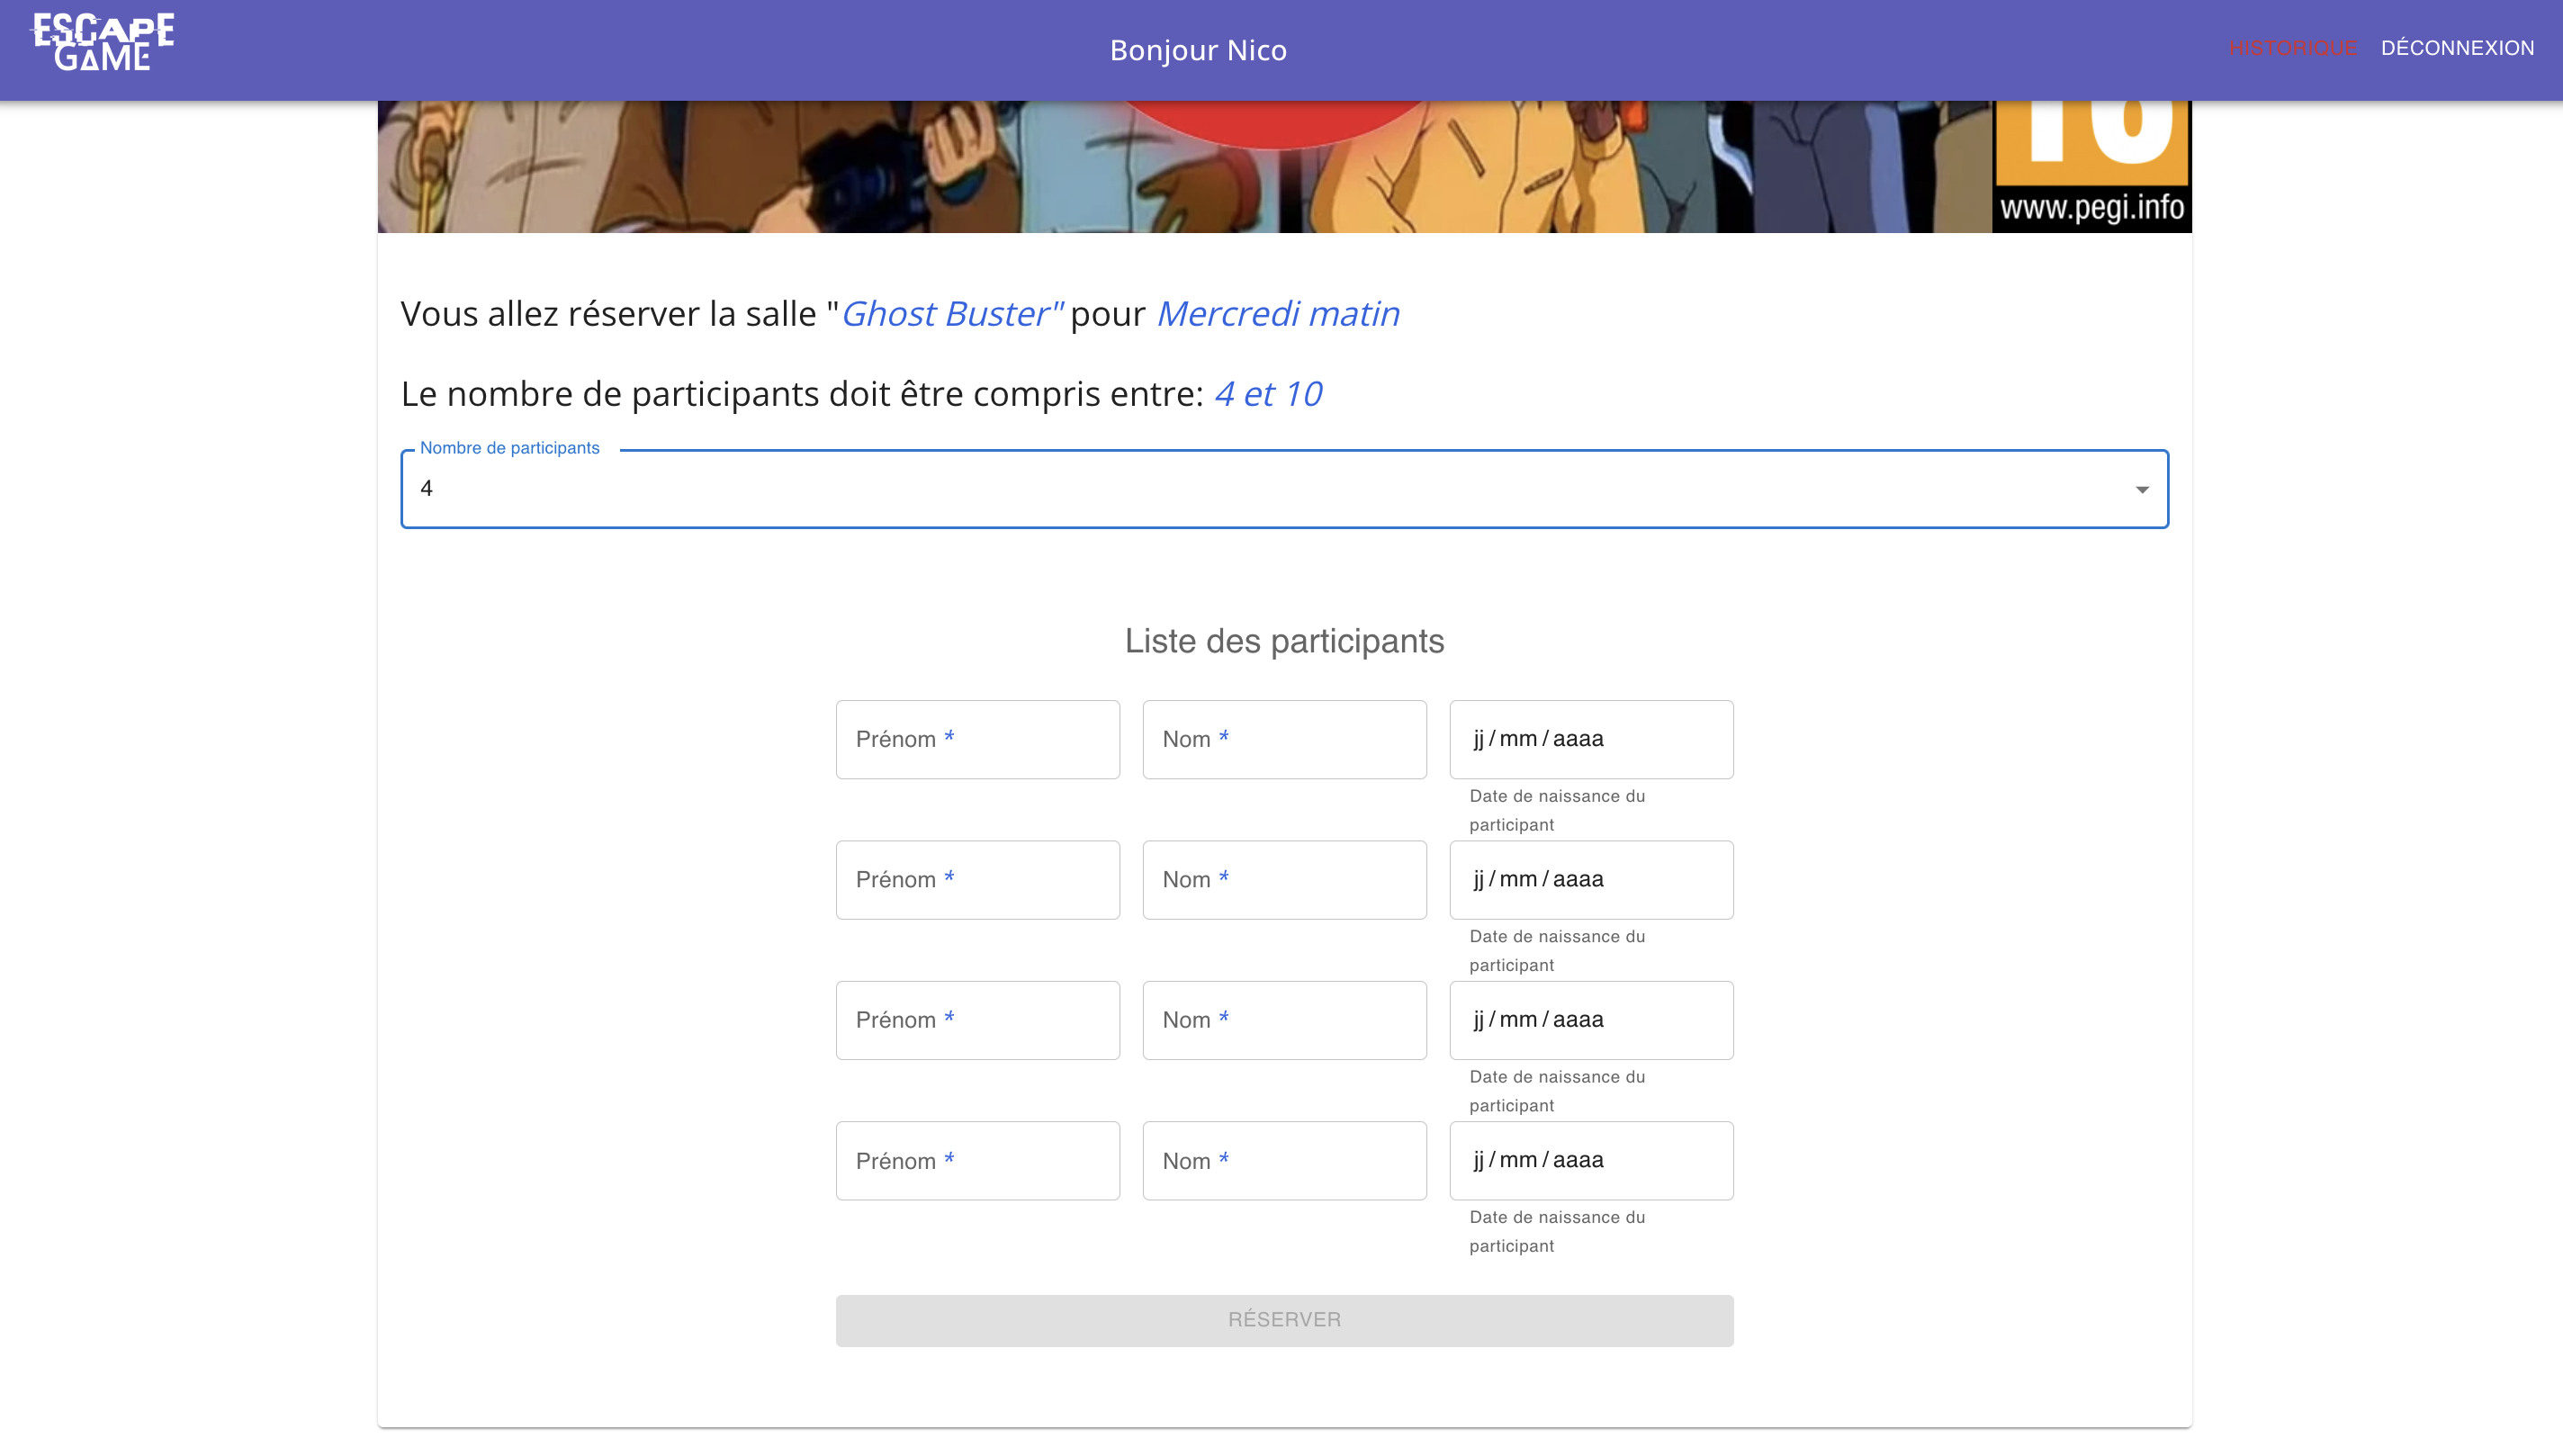 ESCAPE
GAME
Bonjour Nico
HISTORIQUE
DÉCONNEXION
www.pegi.info
Vous allez réserver la salle "Ghost Buster" pour Mercredi matin
Le nombre de participants doit être compris entre: 4 et 10
Nombre de participants
4
Liste des participants
Prénom * Nom * jj/mm/aaaa
Date de naissance du
participant
Prénom * Nom * jj/mm/aaaa
Date de naissance du
participant
Prénom * Nom * jj/mm/aaaa
Date de naissance du
participant
Prénom * Nom * jj/mm/aaaa
Date de naissance du
participant
RÉSERVER